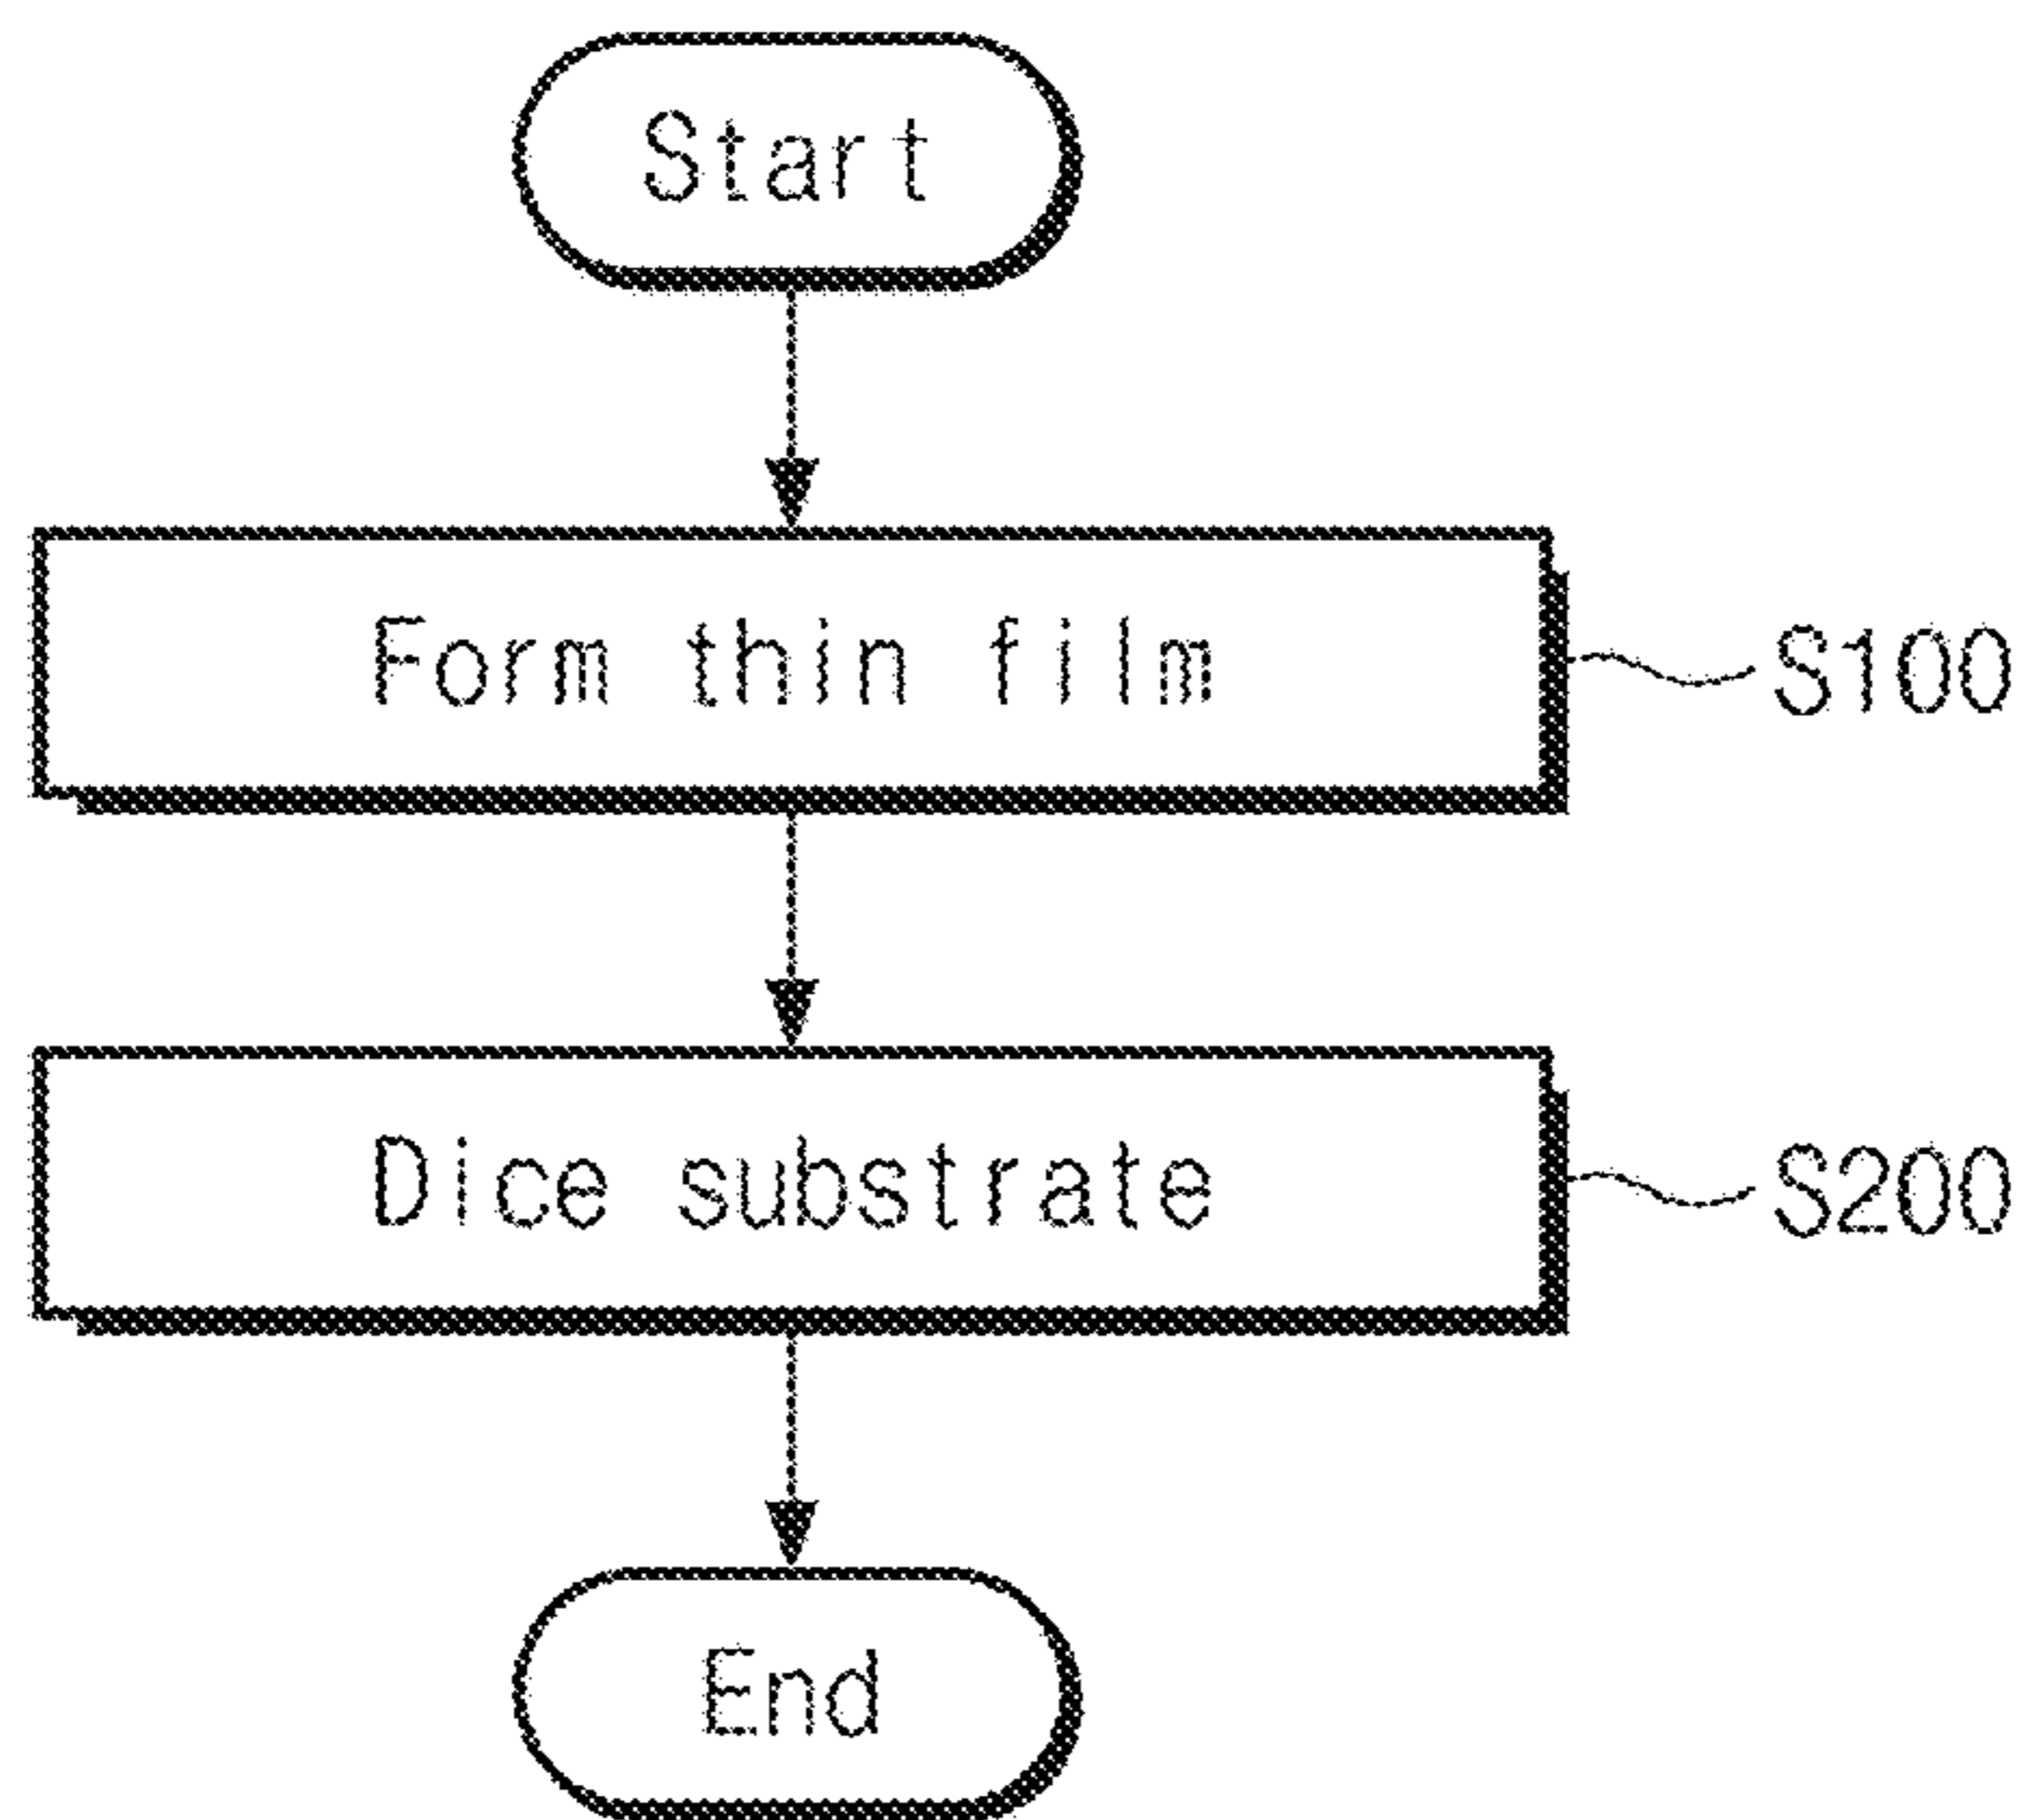 Start
Form thin film
S100
Dice substrate
S200
End